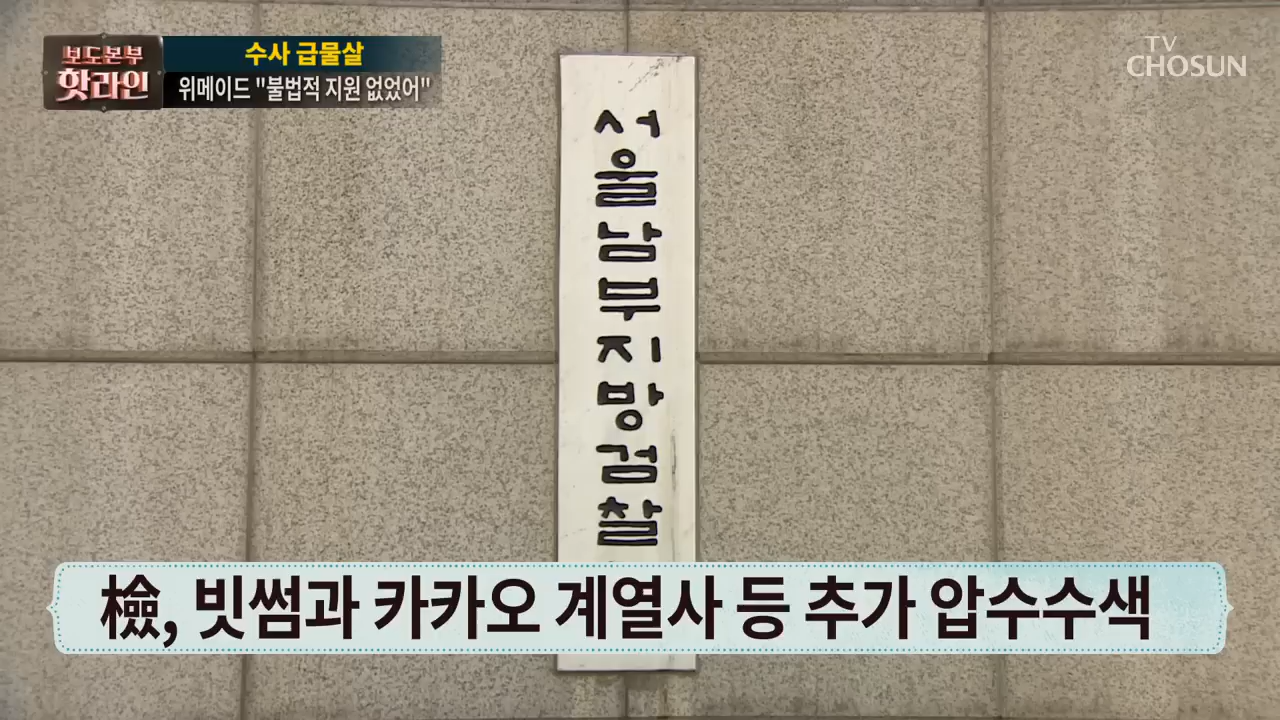 보도본부
핫라인
수사 급물살
위메이드 "불법적 지원 없었어"
TV
CHOSUN
서울남부지방검찰
檢, 빗썸과 카카오 계열사 등 추가 압수수색